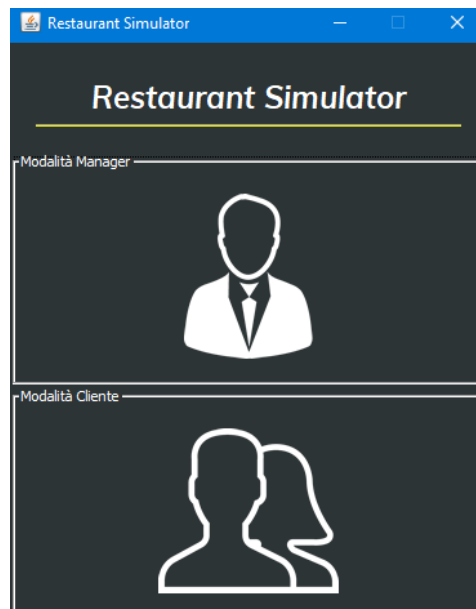 Restaurant Simulator
Restaurant Simulator
Modalità Manager
Modalità Cliente